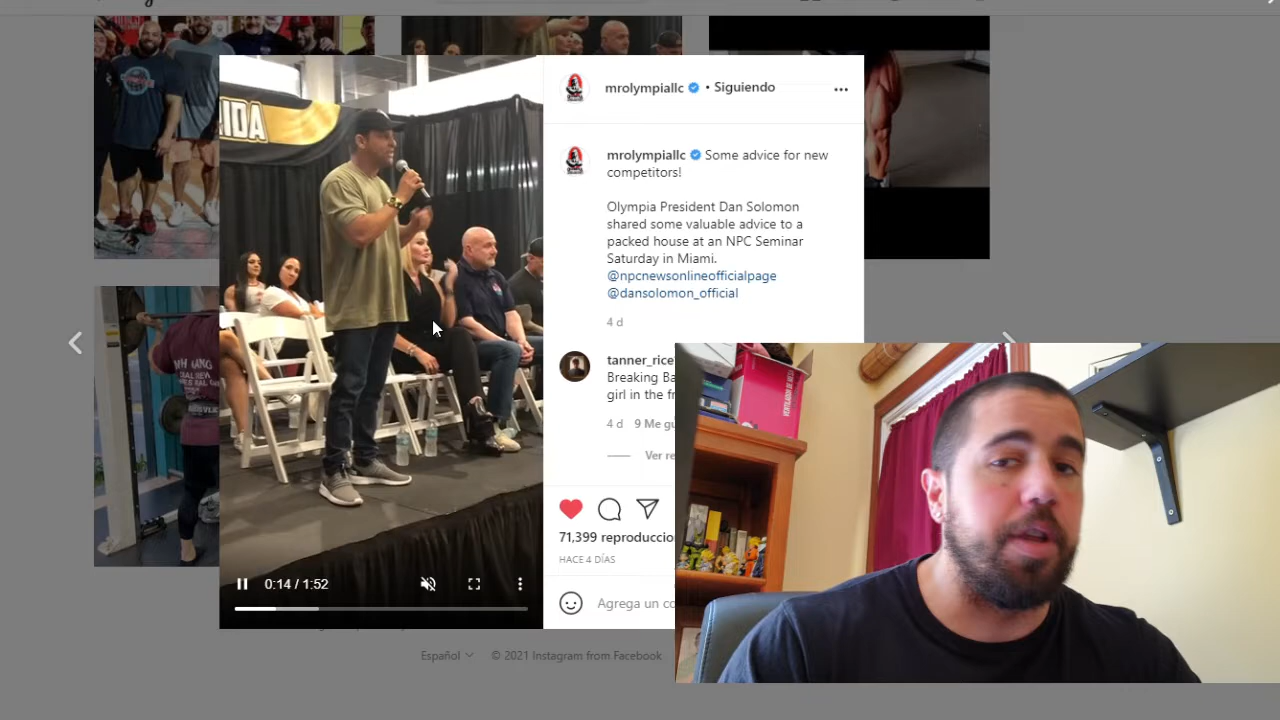 IDA
mrolympiallc • Siguiendo
mrolympiallc Some advice for new
competitors!
Olympia President Dan Solomon
shared some valuable advice to a
packed house at an NPC Seminar
Saturday in Miami.
@npcnewsonlineofficialpage
@dansolomon_official
4 d
tanner_rice
Breaking Ba
girl in the fr
4 d 9 Me gu
Ver re
71,399 reproduccio
HACE 4 DÍAS
Agrega un co
0:14 / 1:52
Español
© 2021 Instagram from Facebook